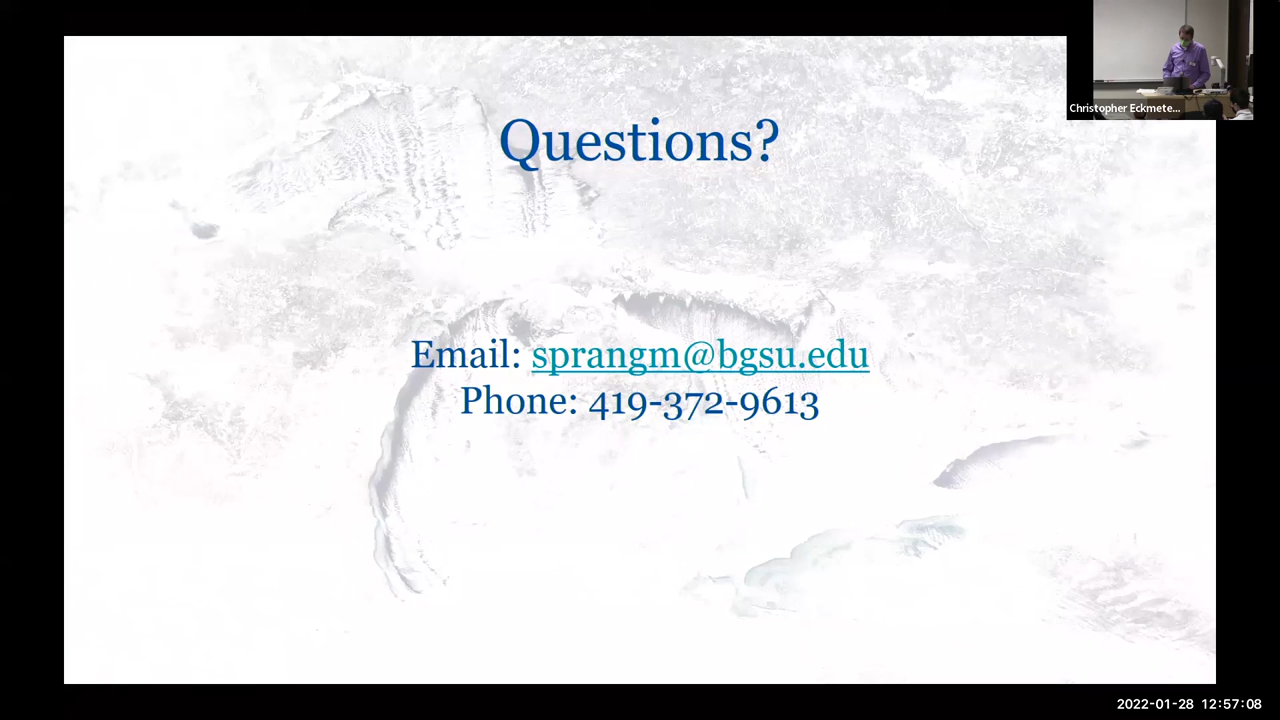 Christopher Eckmete...
Questions?
Email: sprangm@bgsu.edu
Phone: 419-372-9613
2022-01-28 12:57:08